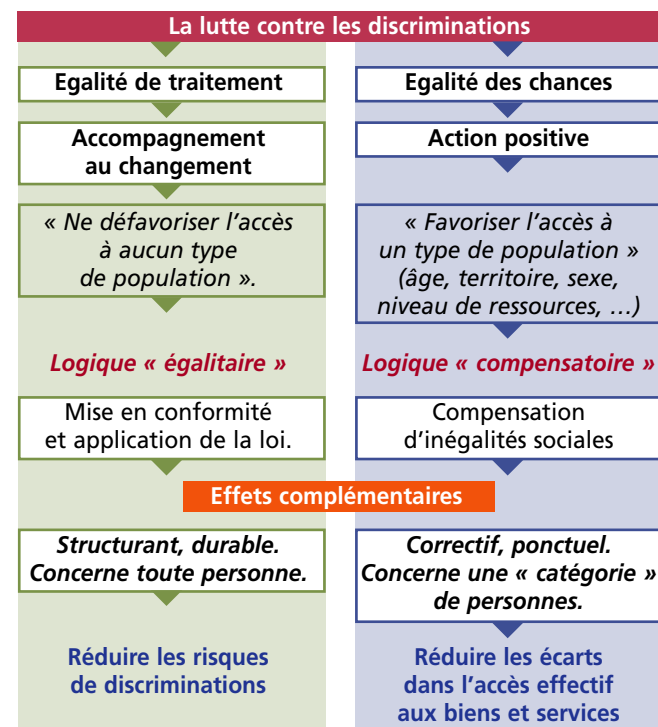 La lutte contre les discriminations
Egalité de traitement
Accompagnement
au changement
« Ne défavoriser l'accès
à aucun type
de population ».
Logique « égalitaire »
Mise en conformité
et application de la loi.
Egalité des chances
Action positive
« Favoriser l'accès à
un type de population »
(âge, territoire, sexe,
niveau de ressources, …)
Logique « compensatoire »
Compensation
d'inégalités sociales
Effets complémentaires
Structurant, durable.
Concerne toute personne.
Réduire les risques
de discriminations
Correctif, ponctuel.
Concerne une « catégorie »
de personnes.
Réduire les écarts
dans l'accès effectif
aux biens et services